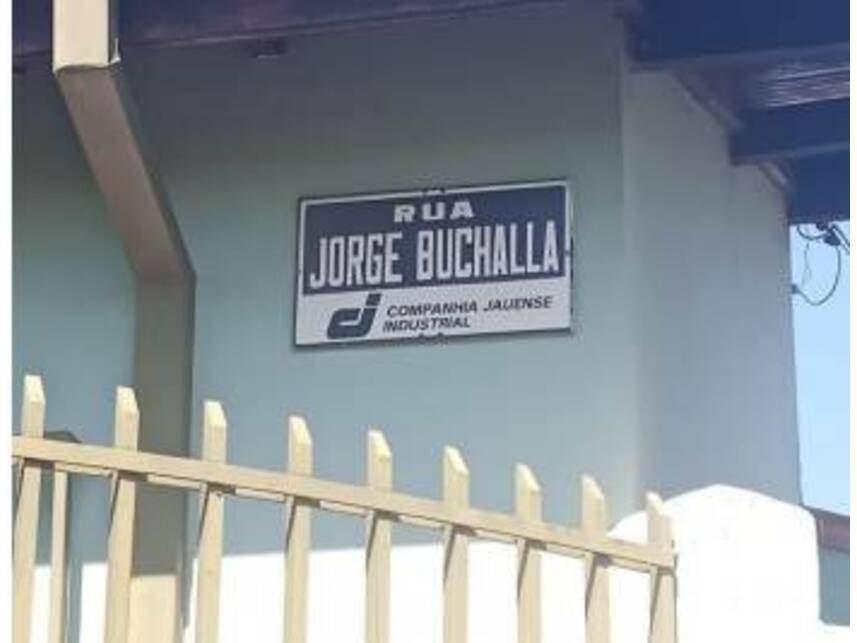 RUA
JORGE BUCHALLA
COMPANHIA JAUENSE
INDUSTRIAL